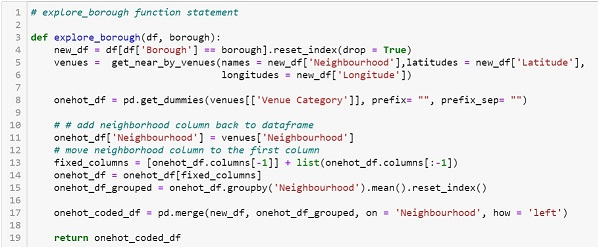 1 # explore_borough function statement
2
3 def explore_borough(df, borough):
4 new_df = df[df['Borough'] == borough].reset_index(drop = True)
5 venues = get_near_by_venues(names = new_df['Neighbourhood'],latitudes = new_df['Latitude'],
6 longitudes = new_df['Longitude'])
7
8 onehot_df = pd.get_dummies(venues[['Venue Category']], prefix= "", prefix_sep= "")
9
10 # # add neighborhood column back to dataframe
11 onehot_df['Neighbourhood'] = venues['Neighbourhood']
12 # move neighborhood column to the first column
13 fixed_columns = [onehot_df.columns[-1]] + list(onehot_df.columns[:-1])
14 onehot_df = onehot_df[fixed_columns]
15 onehot_df_grouped = onehot_df.groupby('Neighbourhood').mean().reset_index()
16
17 onehot_coded_df = pd.merge(new_df, onehot_df_grouped, on = 'Neighbourhood', how = 'left')
18
19 return onehot_coded_df